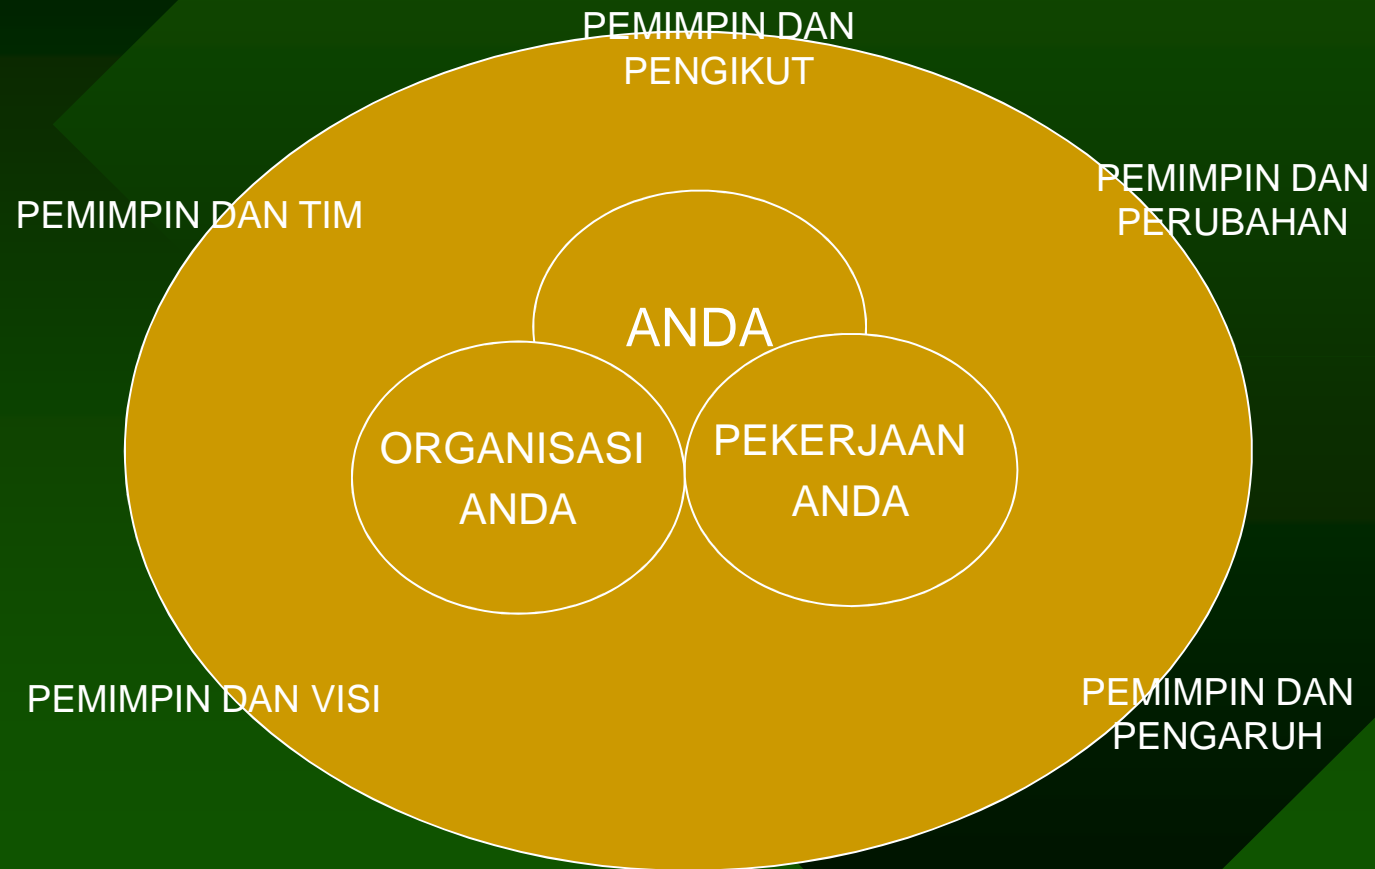 PEMIMPIN DAN
PENGIKUT
PEMIMPIN DAN
PERUBAHAN
PEMIMPIN DAN TIM
ANDA
ORGANISASI
ANDA
PEKERJAAN
ANDA
PEMIMPIN DAN VISI
PEMIMPIN DAN
PENGARUH